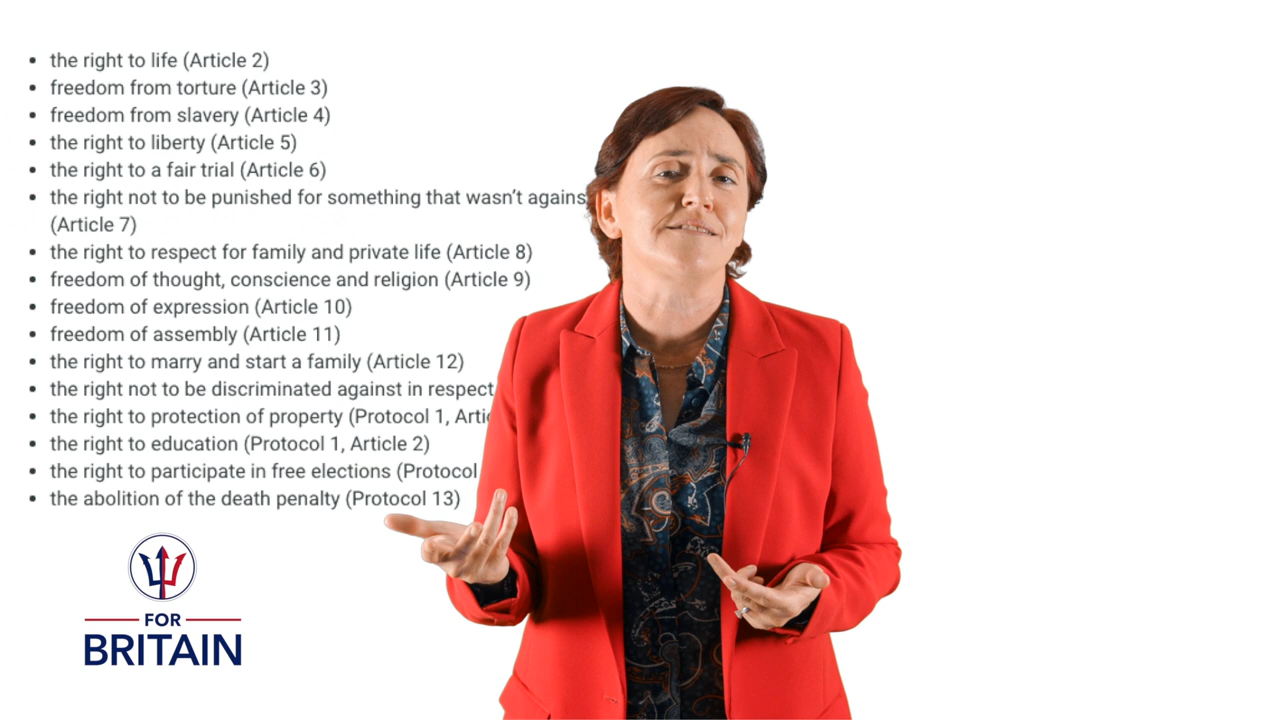 the right to life (Article 2)
freedom from torture (Article 3)
freedom from slavery (Article 4)
the right to liberty (Article 5)
the right to a fair trial (Article 6)
the right not to be punished for something that wasn’t agains
(Article 7)
the right to respect for family and private life (Article 8)
freedom of thought, conscience and religion (Article 9)
freedom of expression (Article 10)
freedom of assembly (Article 11)
the right to marry and start a family (Article 12)
the right not to be discriminated against in respect
the right to protection of property (Protocol 1, Artic
the right to education (Protocol 1, Article 2)
the right to participate in free elections (Protocol
the abolition of the death penalty (Protocol 13)
FOR
BRITAIN